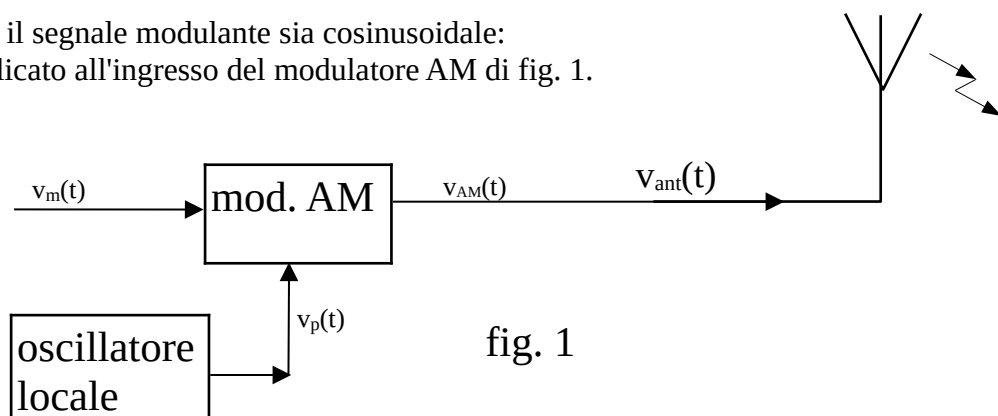 il segnale modulante sia cosinusoidale:
licato all'ingresso del modulatore AM di fig. 1.
vm(t)
mod. AM
vAM(t)
vant(t)
vp(t)
oscillatore
locale
fig. 1